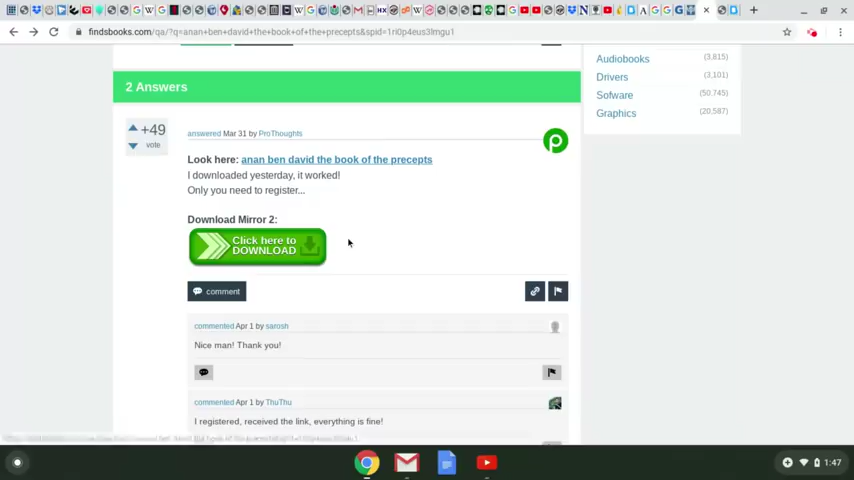 findsbooks.com/qa/?q=anan+ben+david+the+book+of+the+precepts&spid=1ri0p4eus3lmgu1
Audiobooks (3,815)
Drivers (3,101)
Sofware (50,745)
Graphics (20,587)
2 Answers
+49
vote
answered Mar 31 by ProThoughts
Look here: anan ben david the book of the precepts
I downloaded yesterday, it worked!
Only you need to register...
Download Mirror 2:
Click here to
DOWNLOAD
comment
commented Apr 1 by sarosh
Nice man! Thank you!
commented Apr 1 by ThuThu
I registered, received the link, everything is fine!
1:47